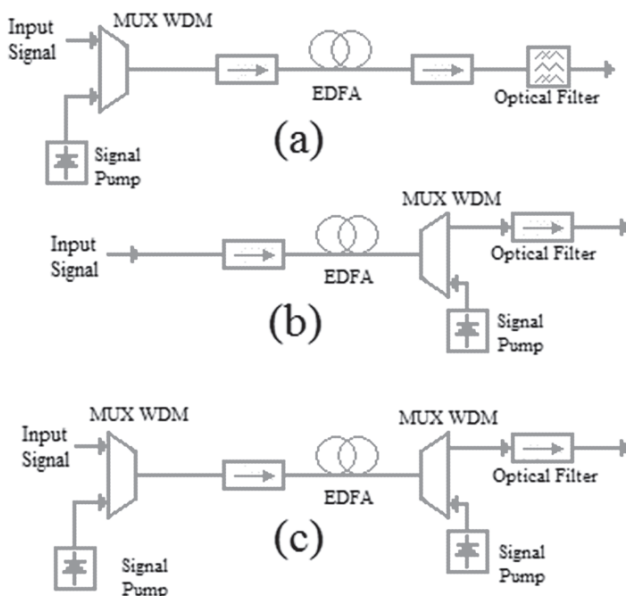 MUX WDM
Input
Signal
EDFA
Optical Filter
Signal
Pump
(a)
MUX WDM
Input
Signal
EDFA
Optical Filter
Signal
Pump
(b)
MUX WDM
MUX WDM
Input
Signal
EDFA
Optical Filter
Signal
Pump
Signal
Pump
(c)